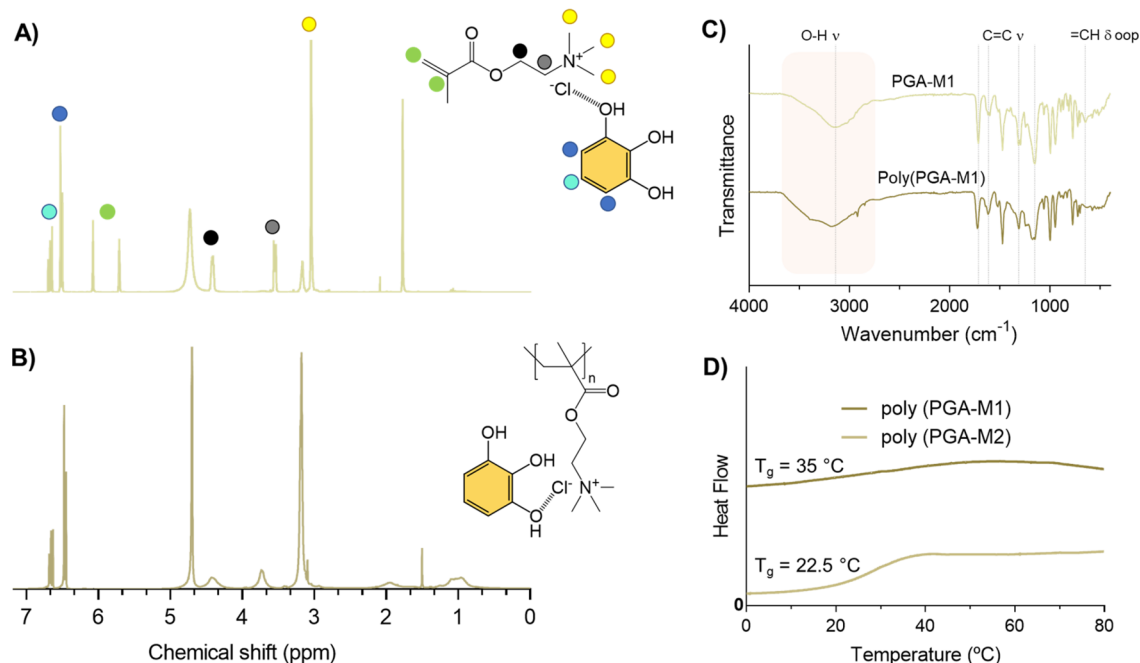 A)
O
O
N+
-Cl
OH
OH
OH
B)
n
O
O
OH
OH
Cl-
N+
O
H
7 6 5 4 3 2 1 0
Chemical shift (ppm)
C)
O-H ν
C=C ν
=CH δ oop
PGA-M1
Poly(PGA-M1)
Transmittance
4000 3000 2000 1000
Wavenumber (cm⁻¹)
D)
poly (PGA-M1)
poly (PGA-M2)
Tg = 35 °C
Tg = 22.5 °C
Heat Flow
0
0 20 40 60 80
Temperature (ºC)